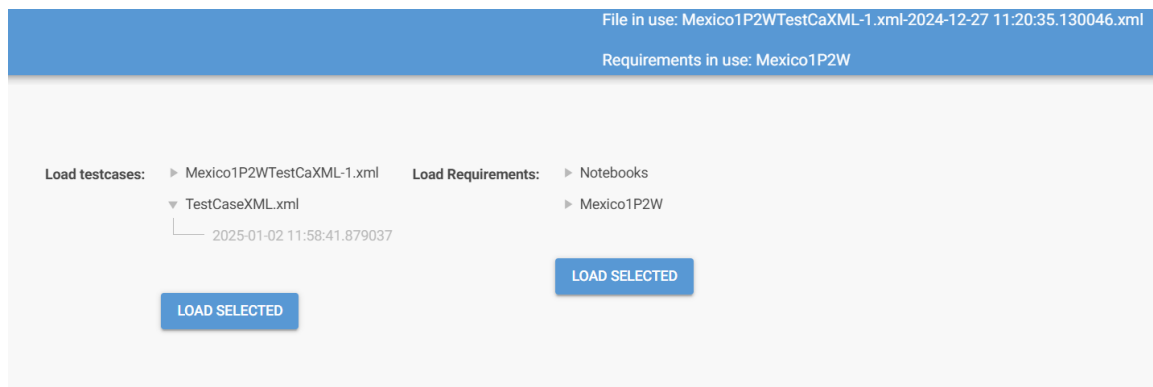 File in use: Mexico1P2WTestCaXML-1.xml-2024-12-27 11:20:35.130046.xml
Requirements in use: Mexico1P2W
Load testcases:
Mexico1P2WTestCaXML-1.xml
TestCaseXML.xml
2025-01-02 11:58:41.879037
LOAD SELECTED
Load Requirements:
Notebooks
Mexico1P2W
LOAD SELECTED